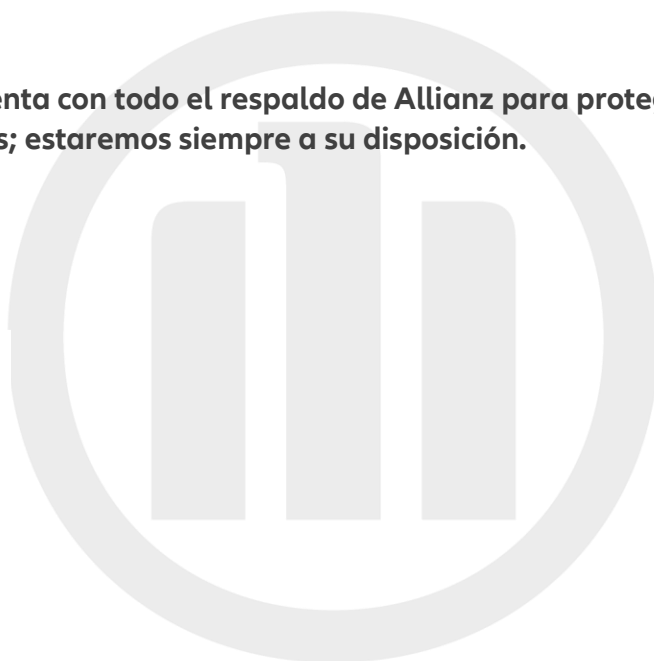 enta con todo el respaldo de Allianz para prote
s; estaremos siempre a su disposición.